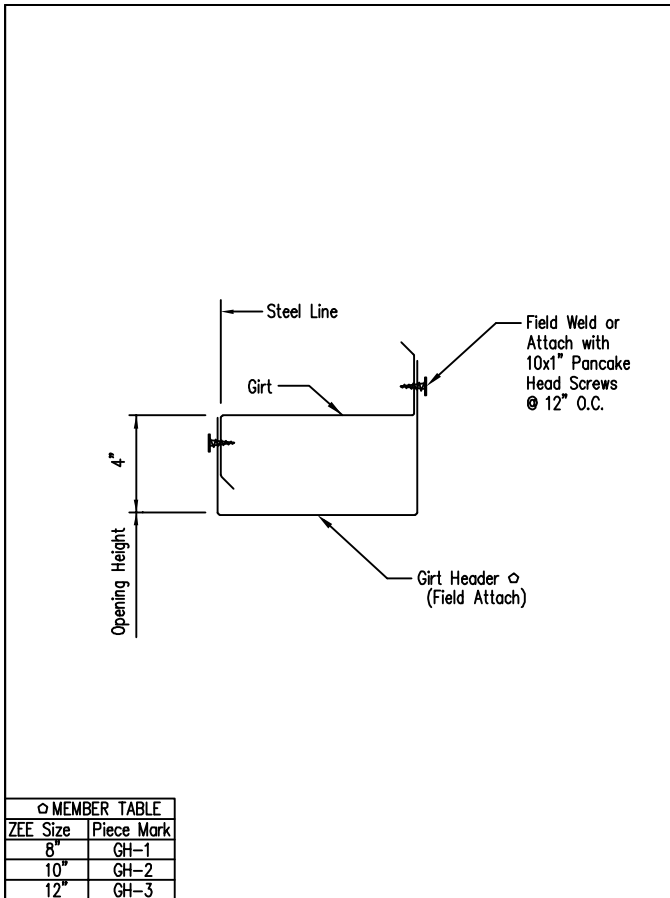 Steel Line
Field Weld or
Attach with
10x1" Pancake
Head Screws
@ 12" O.C.
Girt
4"
Opening Height
Girt Header ⬠
(Field Attach)
⬠ MEMBER TABLE
ZEE Size Piece Mark
8" GH-1
10" GH-2
12" GH-3